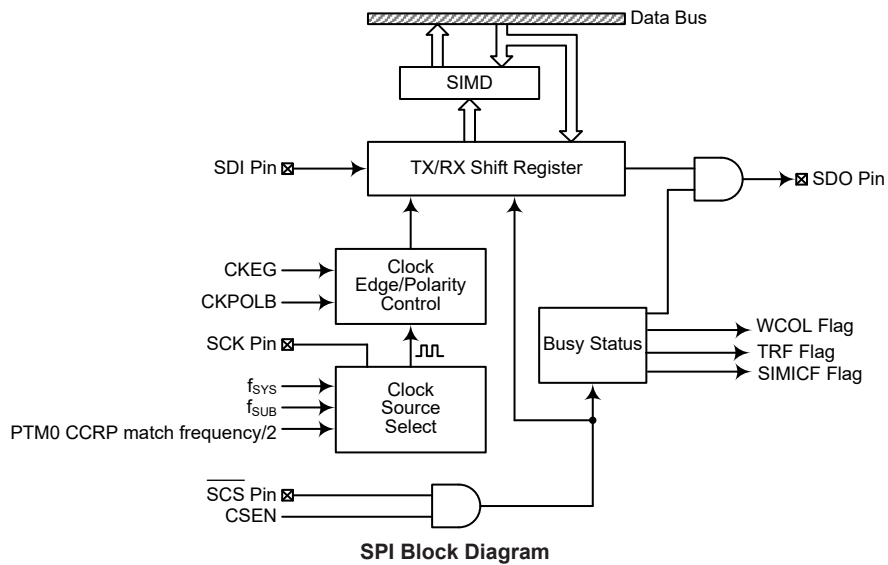 Data Bus
SIMD
SDI Pin
TX/RX Shift Register
SDO Pin
CKEG
CKPOLB
Clock
Edge/Polarity
Control
SCK Pin
Busy Status
WCOL Flag
TRF Flag
SIMICF Flag
fSYS
fSUB
PTM0 CCRP match frequency/2
Clock
Source
Select
SCS Pin
CSEN
SPI Block Diagram